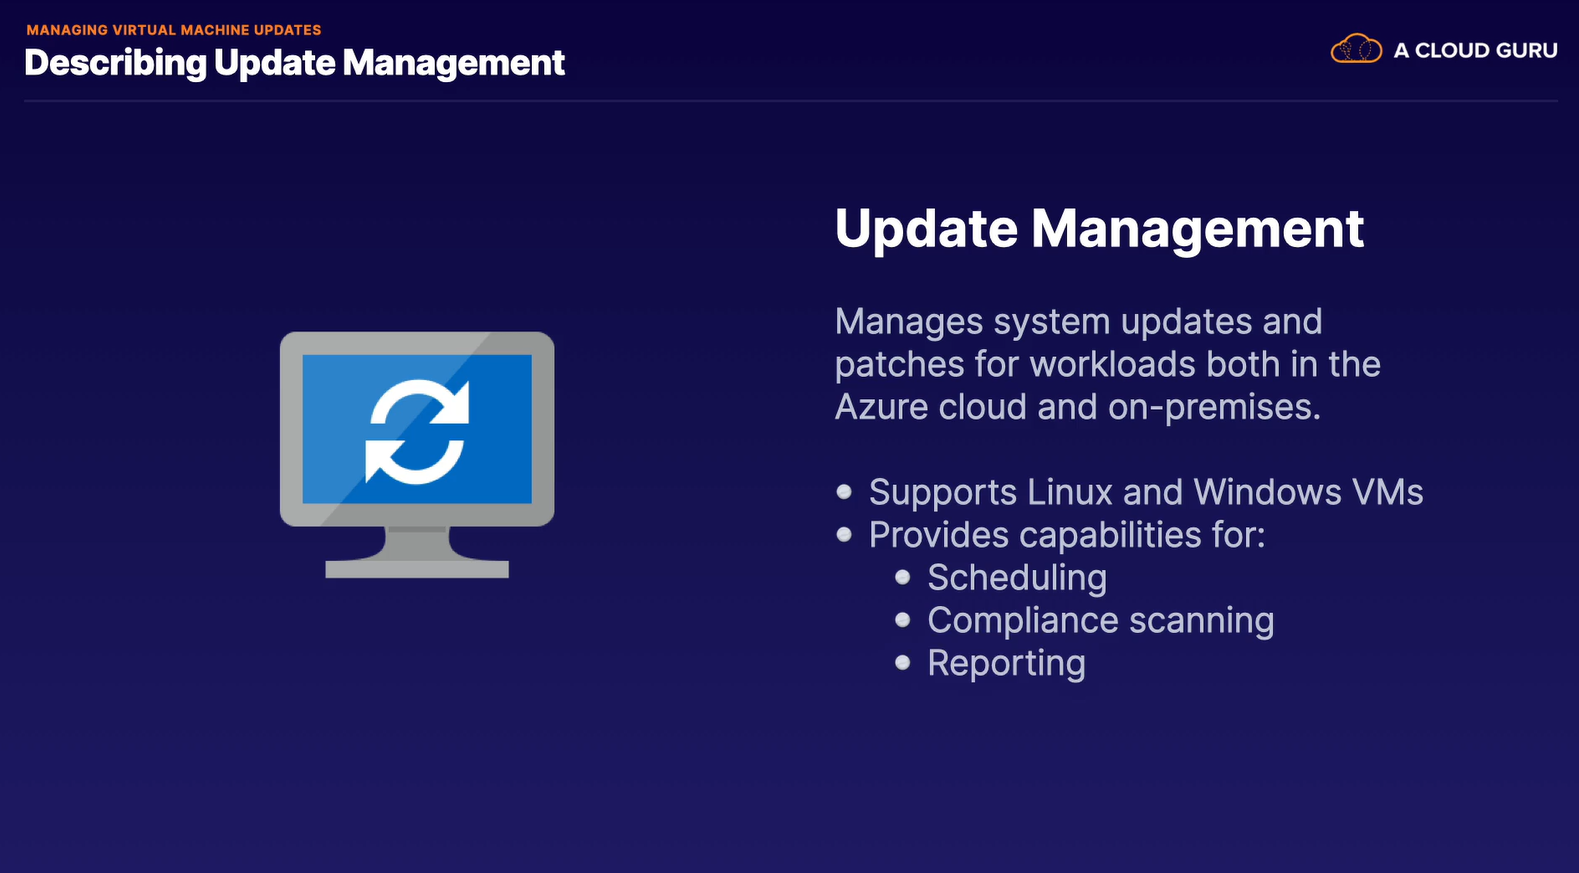 MANAGING VIRTUAL MACHINE UPDATES
Describing Update Management
A CLOUD GURU
Update Management
Manages system updates and
patches for workloads both in the
Azure cloud and on-premises.
• Supports Linux and Windows VMs
• Provides capabilities for:
• Scheduling
• Compliance scanning
• Reporting